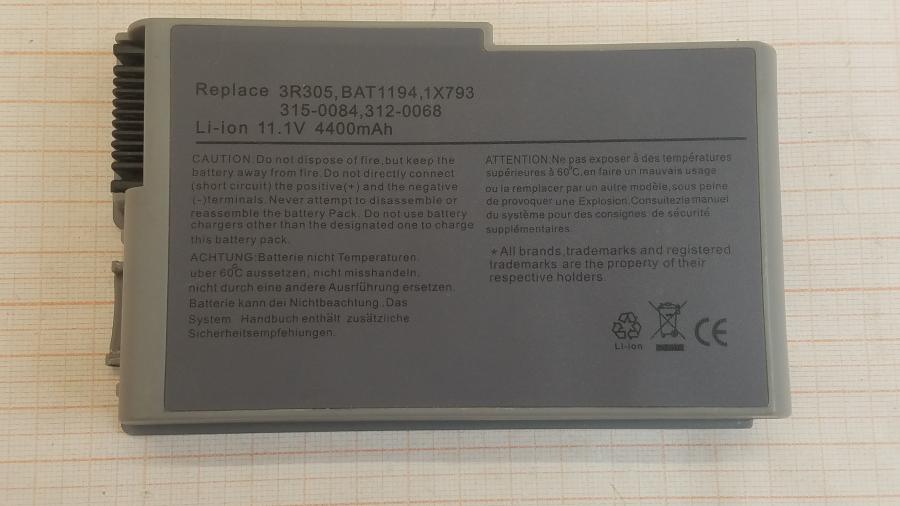 Replace 3R305,BAT1194,1X793
315-0084,312-0068
Li-ion 11.1V 4400mAh
CAUTION:Do not dispose of fire,but keep the
battery away from fire.Do not directly connect
(short circuit) the positive(+) and the negative
(-)terminals. Never attempt to disassemble or
reassemble the battery Pack. Do not use battery
chargers other than the designated one to charge
this battery pack.
ACHTUNG:Batterie nicht Temperaturen.
uber 60℃ aussetzen, nicht misshandeln,
nicht durch eine andere Ausrführung ersetzen.
Batterie kann dei Nichtbeachtung .Das
System Handbuch enthält zusätzliche
Sicherheitsempfehlungen.
ATTENTION:Ne pas exposer à des températures
supérieures à 60℃,en faire un mauvais usage
ou la remplacer par un autre modèle,sous peine
de provoquer une Explosion.Consuitezlemanuel
du système pour des consignes de sécurité
supplémentaires.
*All brands,trademarks and registered
trademarks are the property of their
respective holders.
Li-ion
CE